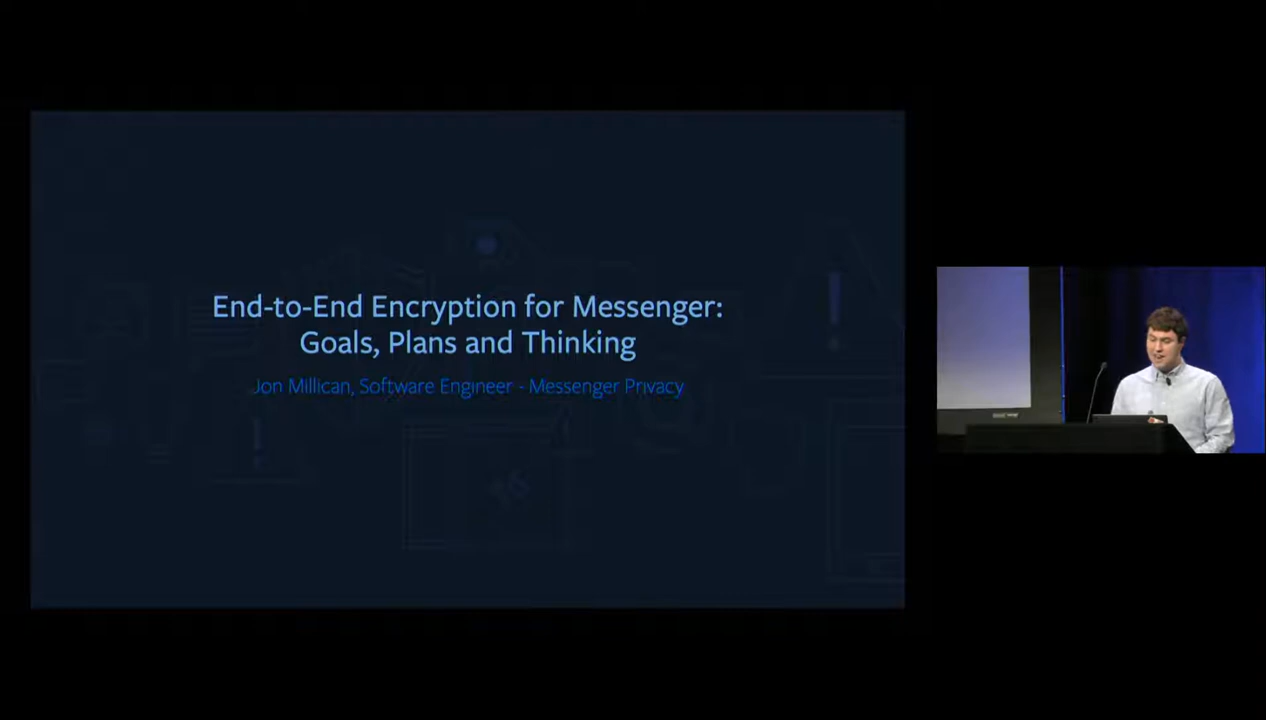 End-to-End Encryption for Messenger:
Goals, Plans and Thinking
Jon Millican, Software Engineer - Messenger Privacy